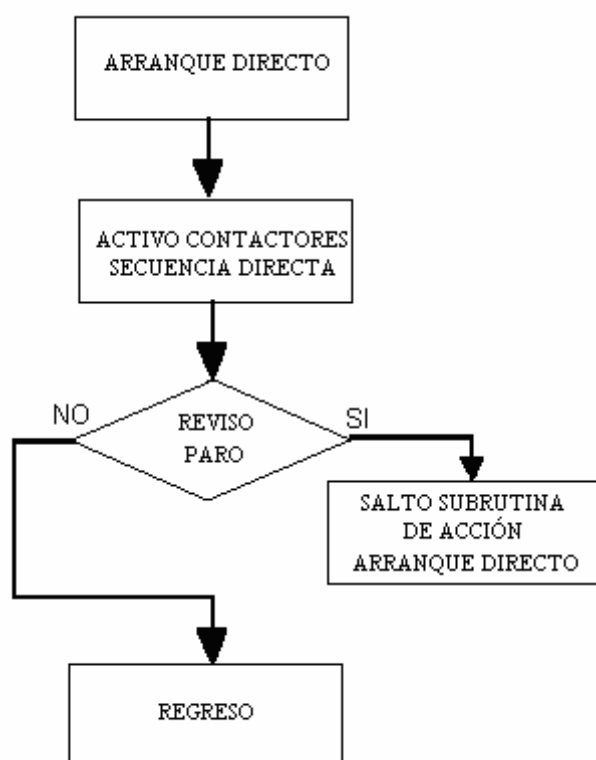 ARRANQUE DIRECTO
ACTIVO CONTACTORES
SECUENCIA DIRECTA
NO
REVISO
PARO
SI
SALTO SUBRUTINA
DE ACCIÓN
ARRANQUE DIRECTO
REGRESO